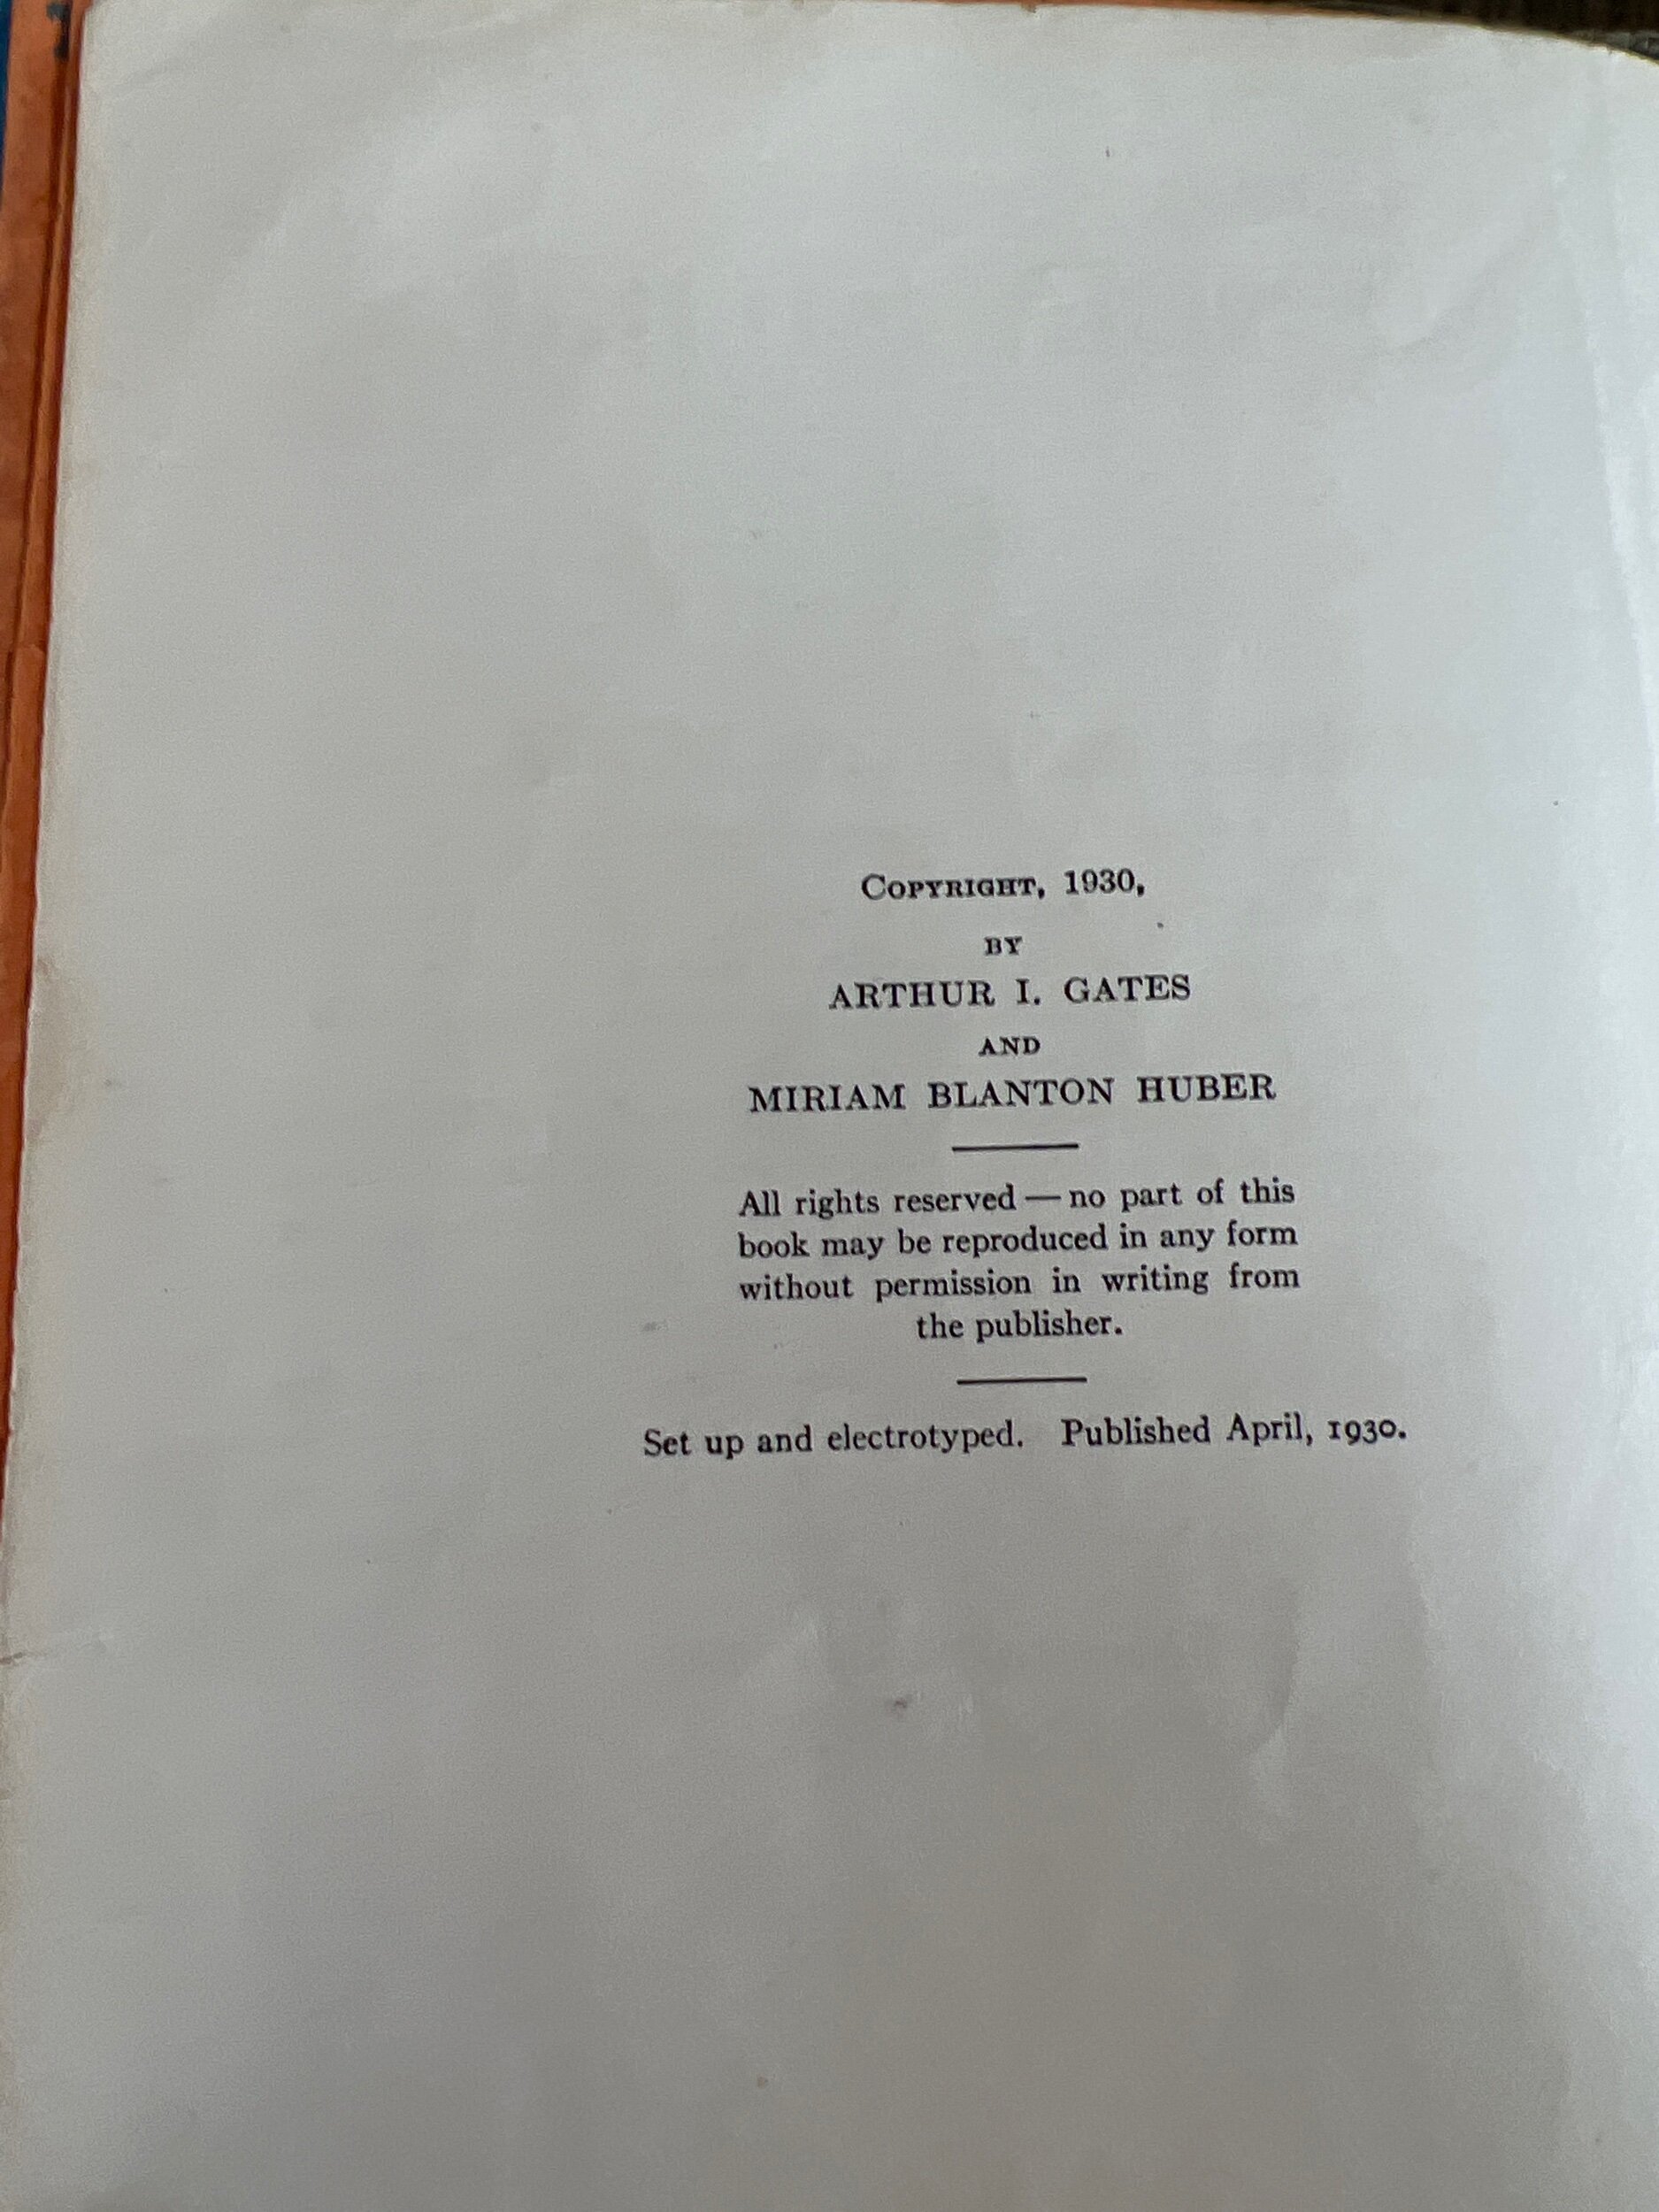 COPYRIGHT, 1930,
BY
ARTHUR I. GATES
AND
MIRIAM BLANTON HUBER
All rights reserved — no part of this
book may be reproduced in any form
without permission in writing from
the publisher.
Set up and electrotyped. Published April, 1930.